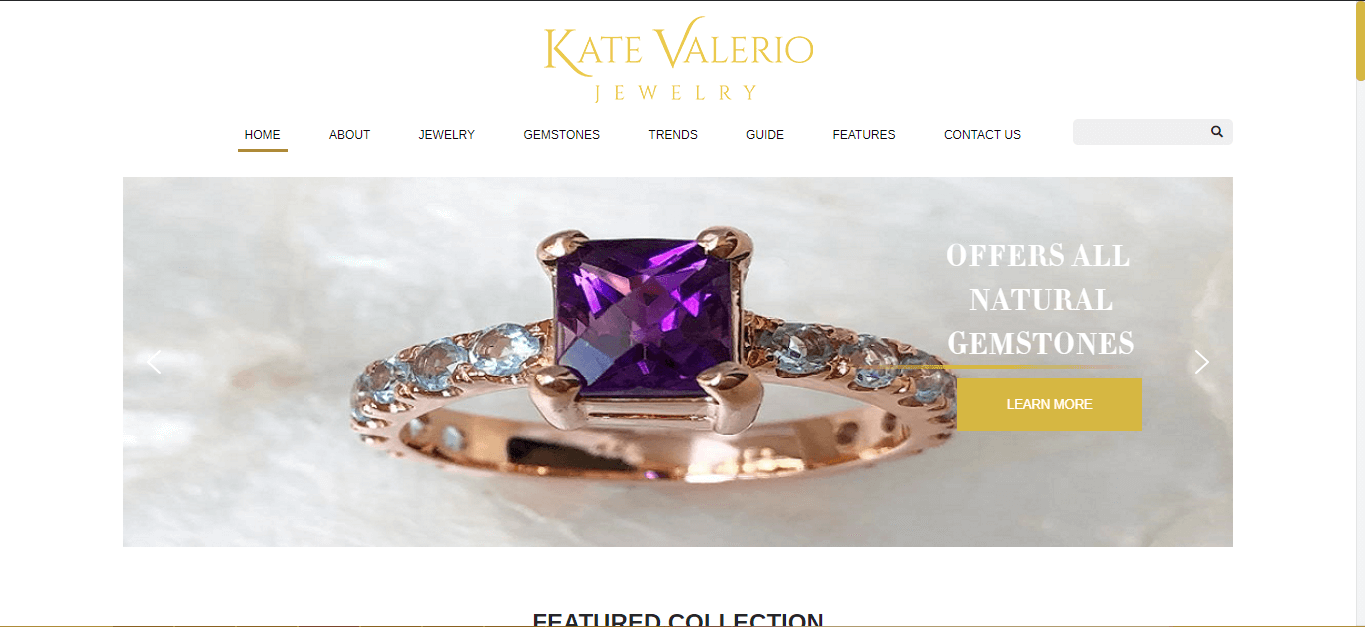 KATE VALERIO
JEWELRY
HOME ABOUT JEWELRY GEMSTONES TRENDS GUIDE FEATURES CONTACT US
OFFERS ALL
NATURAL
GEMSTONES
LEARN MORE
FEATURED COLLECTION